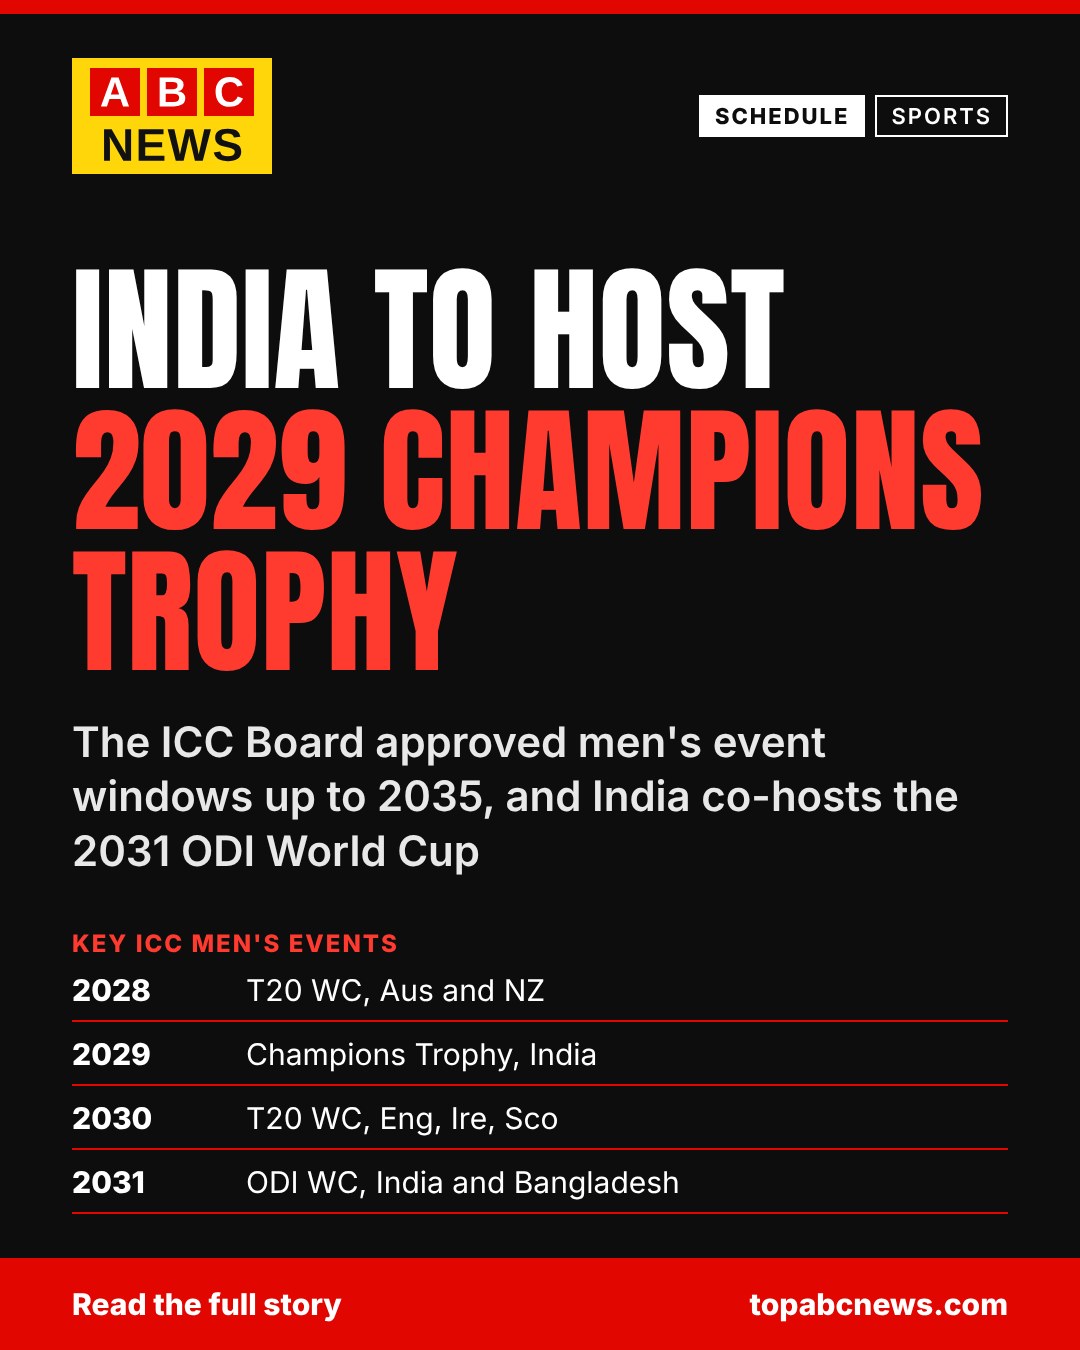 ABC
NEWS
SCHEDULE
SPORTS
INDIA TO HOST
2029 CHAMPIONS
TROPHY
The ICC Board approved men's event
windows up to 2035, and India co-hosts the
2031 ODI World Cup
KEY ICC MEN'S EVENTS
2028 T20 WC, Aus and NZ
2029 Champions Trophy, India
2030 T20 WC, Eng, Ire, Sco
2031 ODI WC, India and Bangladesh
Read the full story
topabcnews.com